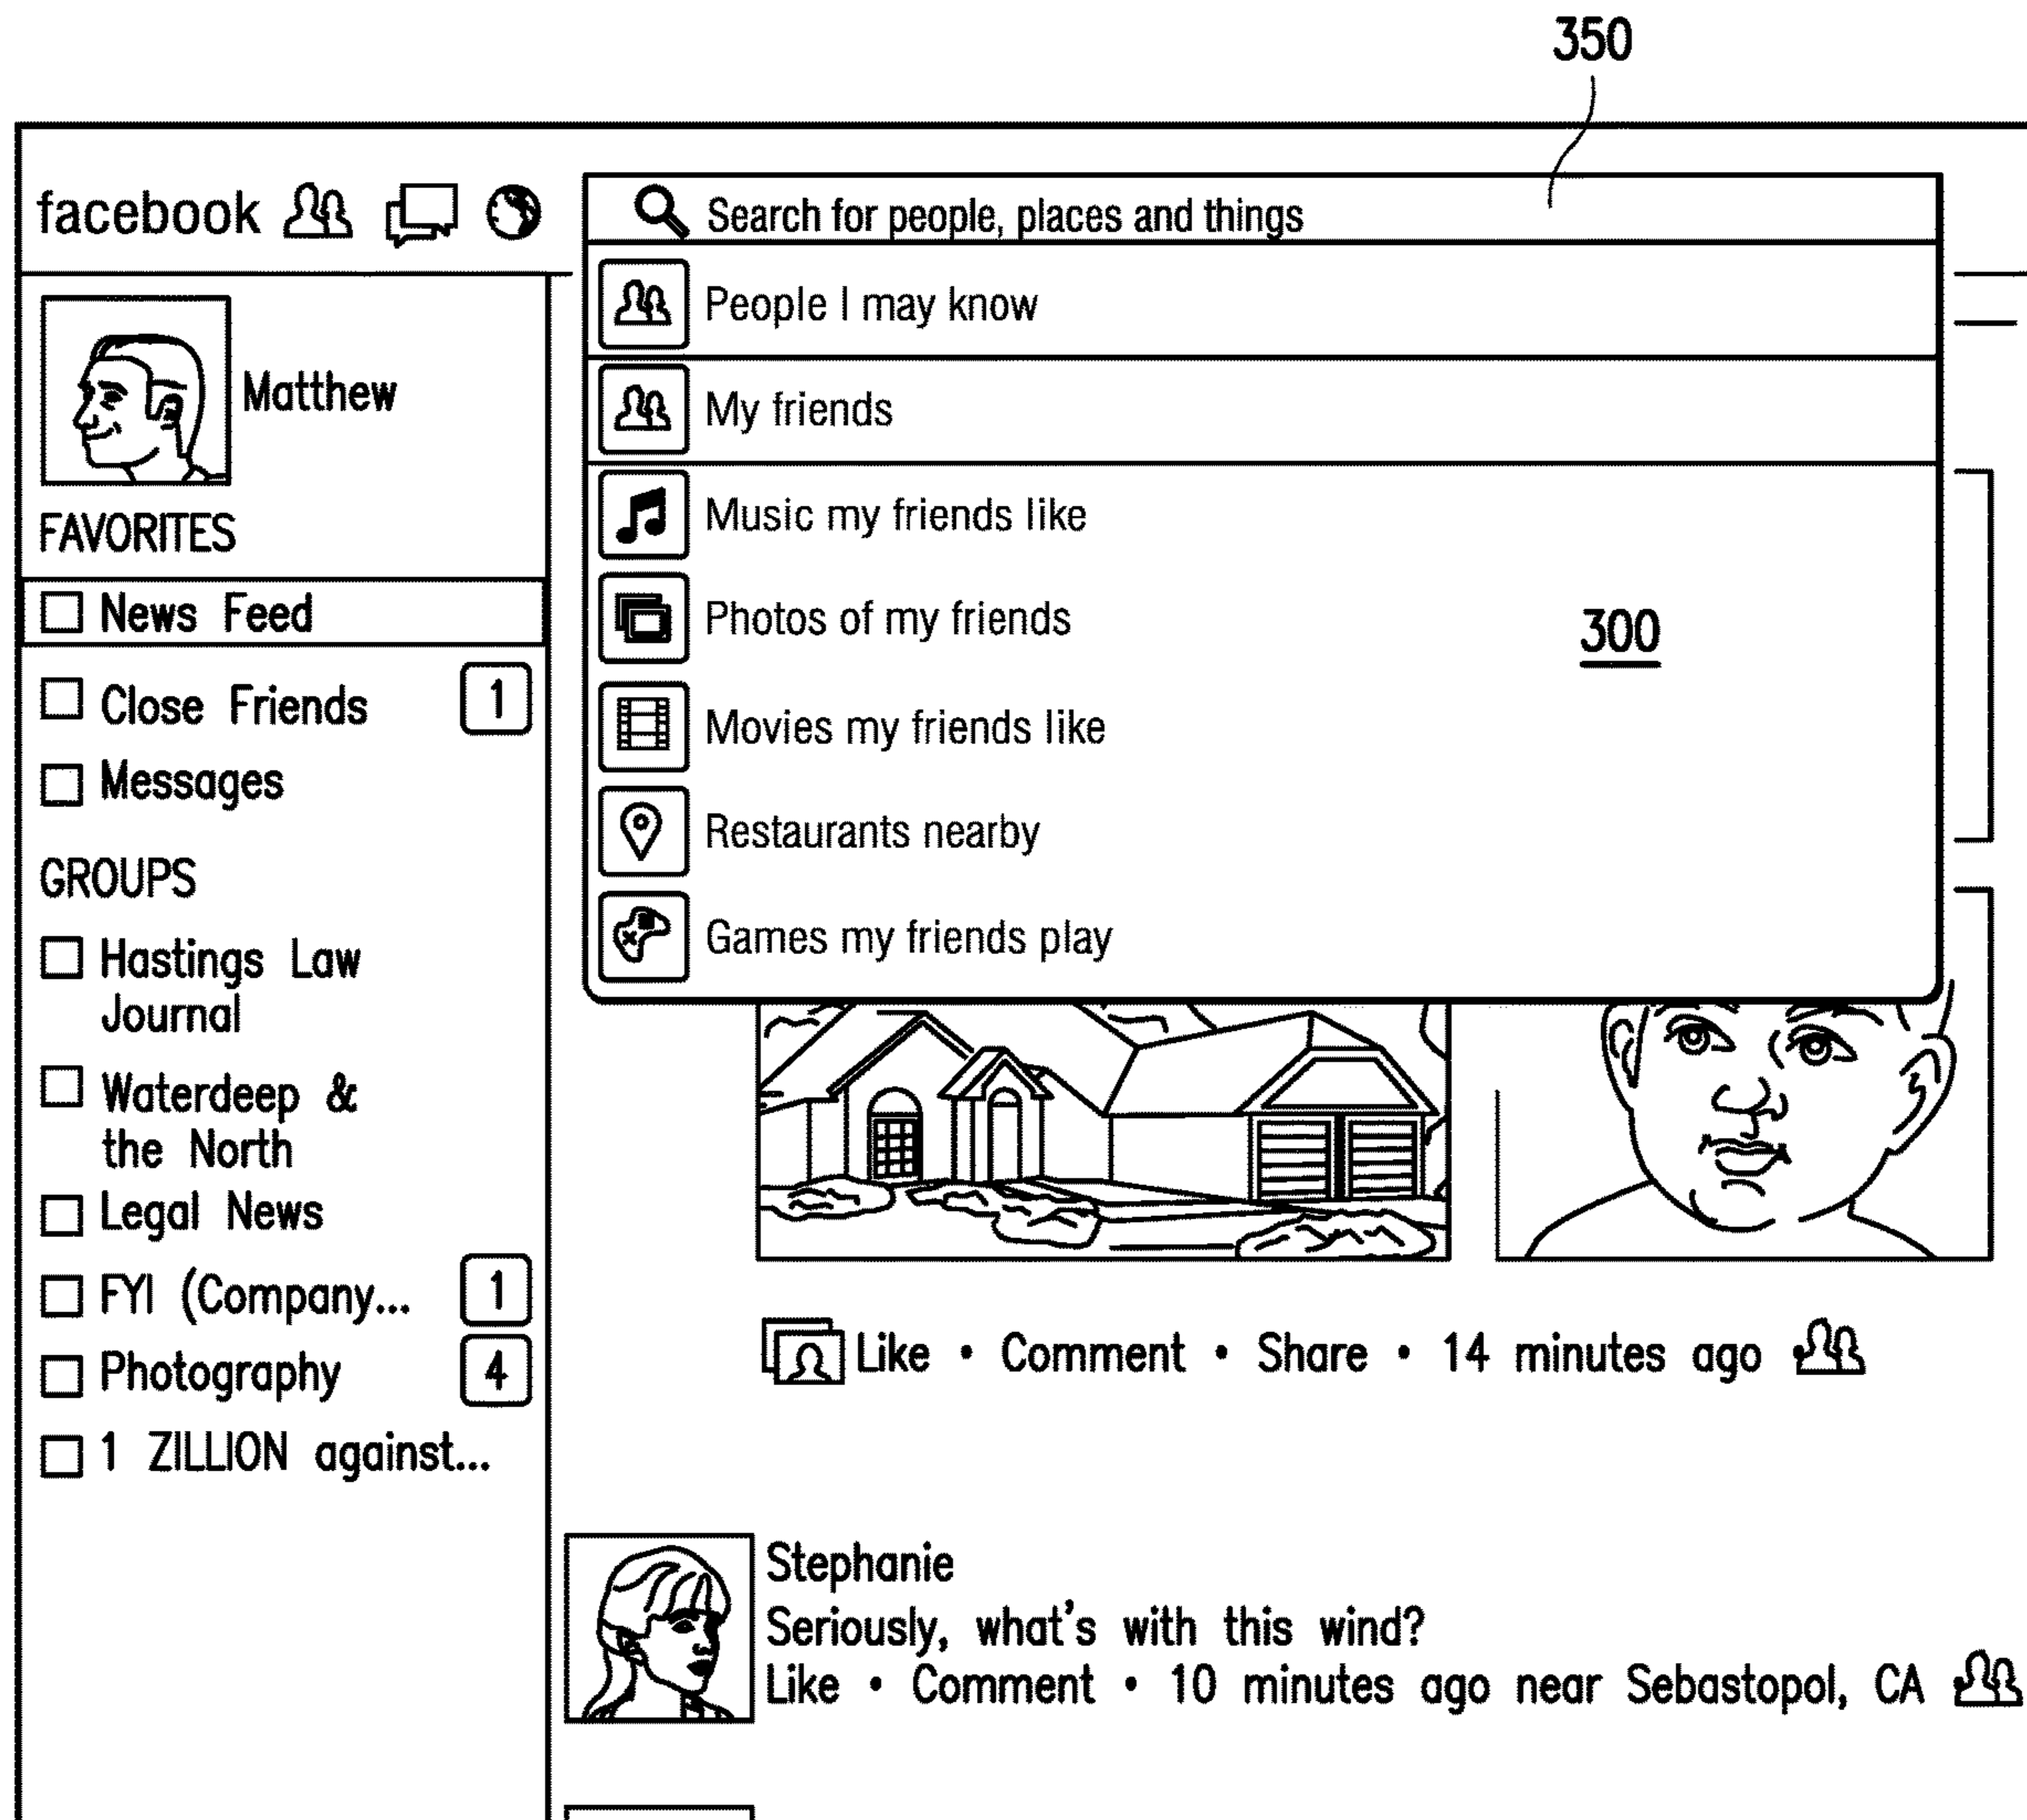 350
facebook
Search for people, places and things
People I may know
My friends
Music my friends like
Photos of my friends
300
Movies my friends like
Restaurants nearby
Games my friends play
Matthew
FAVORITES
News Feed
Close Friends 1
Messages
GROUPS
Hastings Law
Journal
Waterdeep &
the North
Legal News
FYI (Company... 1
Photography 4
1 ZILLION against...
Like • Comment • Share • 14 minutes ago
Stephanie
Seriously, what's with this wind?
Like • Comment • 10 minutes ago near Sebastopol, CA